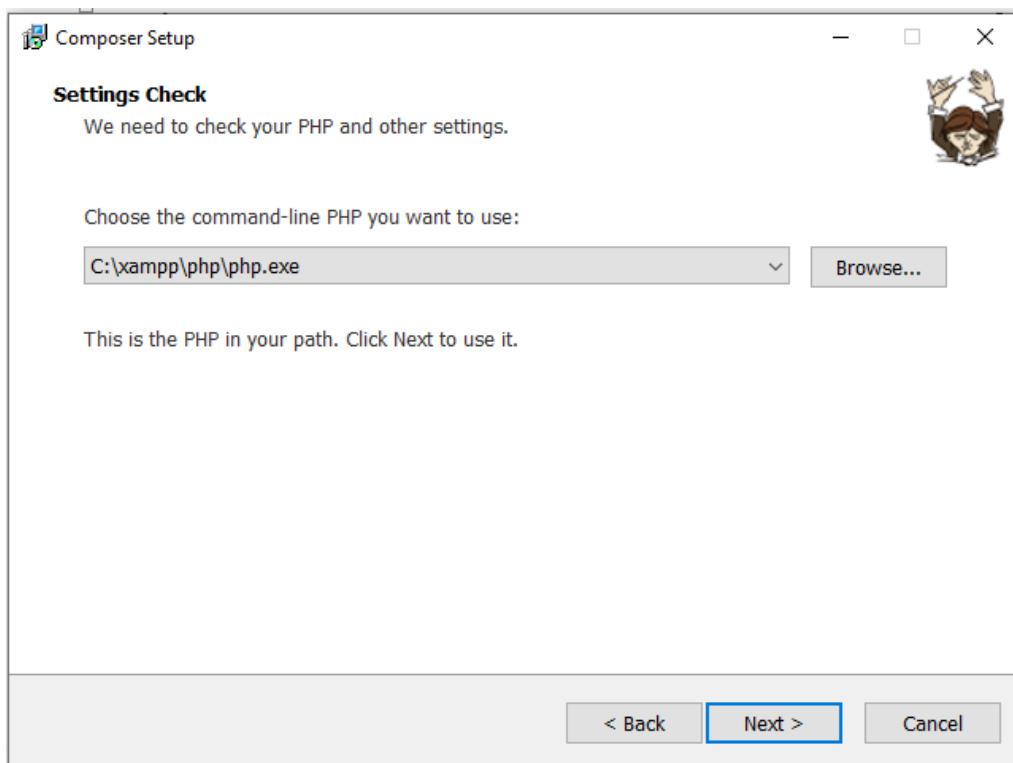 Composer Setup
Settings Check
We need to check your PHP and other settings.
Choose the command-line PHP you want to use:
C:\xampp\php\php.exe
Browse...
This is the PHP in your path. Click Next to use it.
< Back
Next >
Cancel